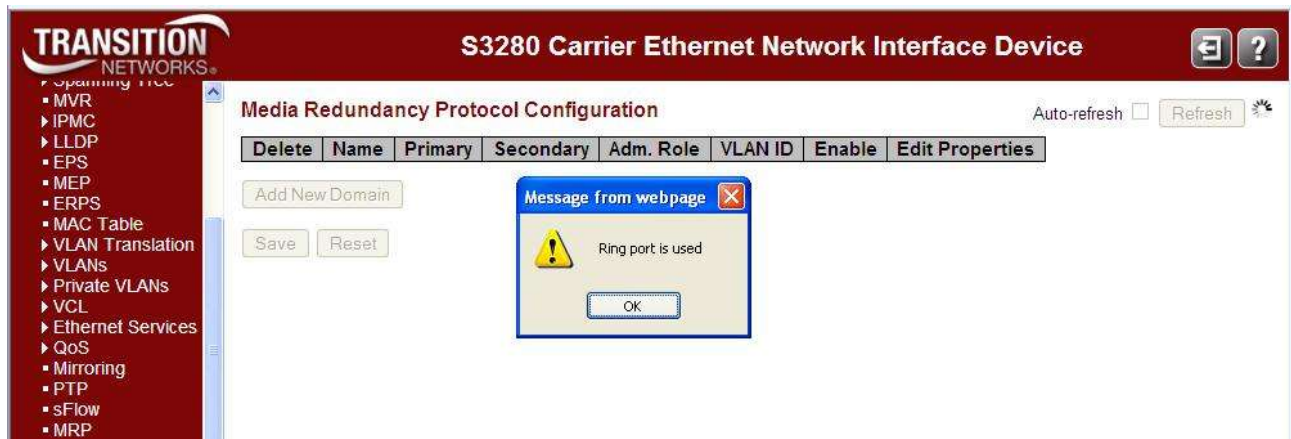 TRANSITION
NETWORKS®
S3280 Carrier Ethernet Network Interface Device
?
Spanning Tree
MVR
IPMC
LLDP
EPS
MEP
ERPS
MAC Table
VLAN Translation
VLANs
Private VLANs
VCL
Ethernet Services
QoS
Mirroring
PTP
sFlow
MRP
Media Redundancy Protocol Configuration
Auto-refresh Refresh
Delete Name Primary Secondary Adm. Role VLAN ID Enable Edit Properties
Add New Domain
Save Reset
Message from webpage
Ring port is used
OK